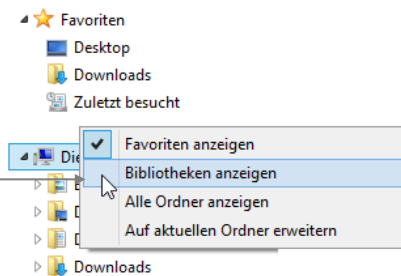 Favoriten
Desktop
Downloads
Zuletzt besucht
Favoriten anzeigen
Bibliotheken anzeigen
Alle Ordner anzeigen
Auf aktuellen Ordner erweitern
Downloads